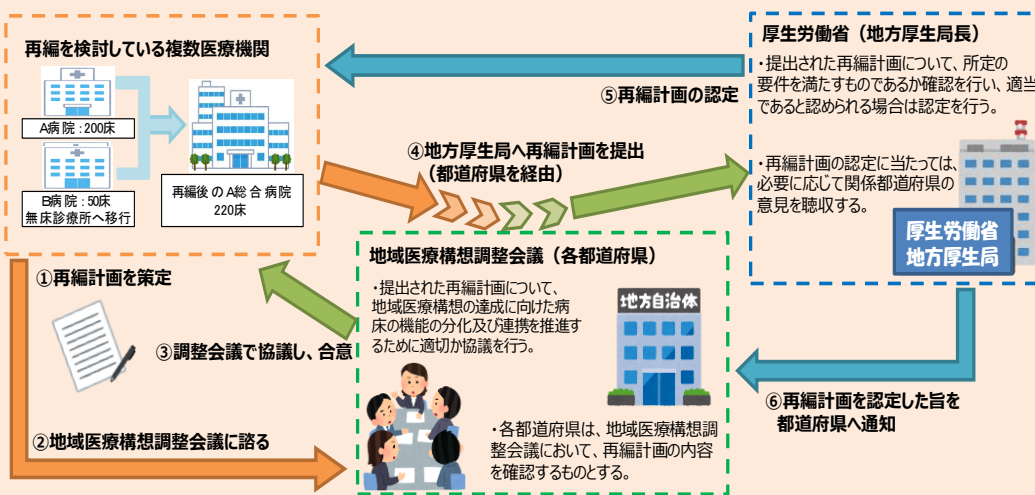 再編を検討している複数医療機関
A病院:200床
B病院:50床
無床診療所へ移行
再編後のA総合病院
220床
厚生労働省（地方厚生局長）
・提出された再編計画について、所定の
要件を満たすものであるか確認を行い、適当
であると認められる場合は認定を行う。
・再編計画の認定に当たっては、
必要に応じて関係都道府県の
意見を聴収する。
厚生労働省
地方厚生局
⑤再編計画の認定
④地方厚生局へ再編計画を提出
（都道府県を経由）
①再編計画を策定
③調整会議で協議し、合意
②地域医療構想調整会議に諮る
地域医療構想調整会議（各都道府県）
・提出された再編計画について、
地域医療構想の達成に向けた病
床の機能の分化及び連携を推進す
るために適切か協議を行う。
地方自治体
・各都道府県は、地域医療構想調
整会議において、再編計画の内容
を確認するものとする。
⑥再編計画を認定した旨を
都道府県へ通知